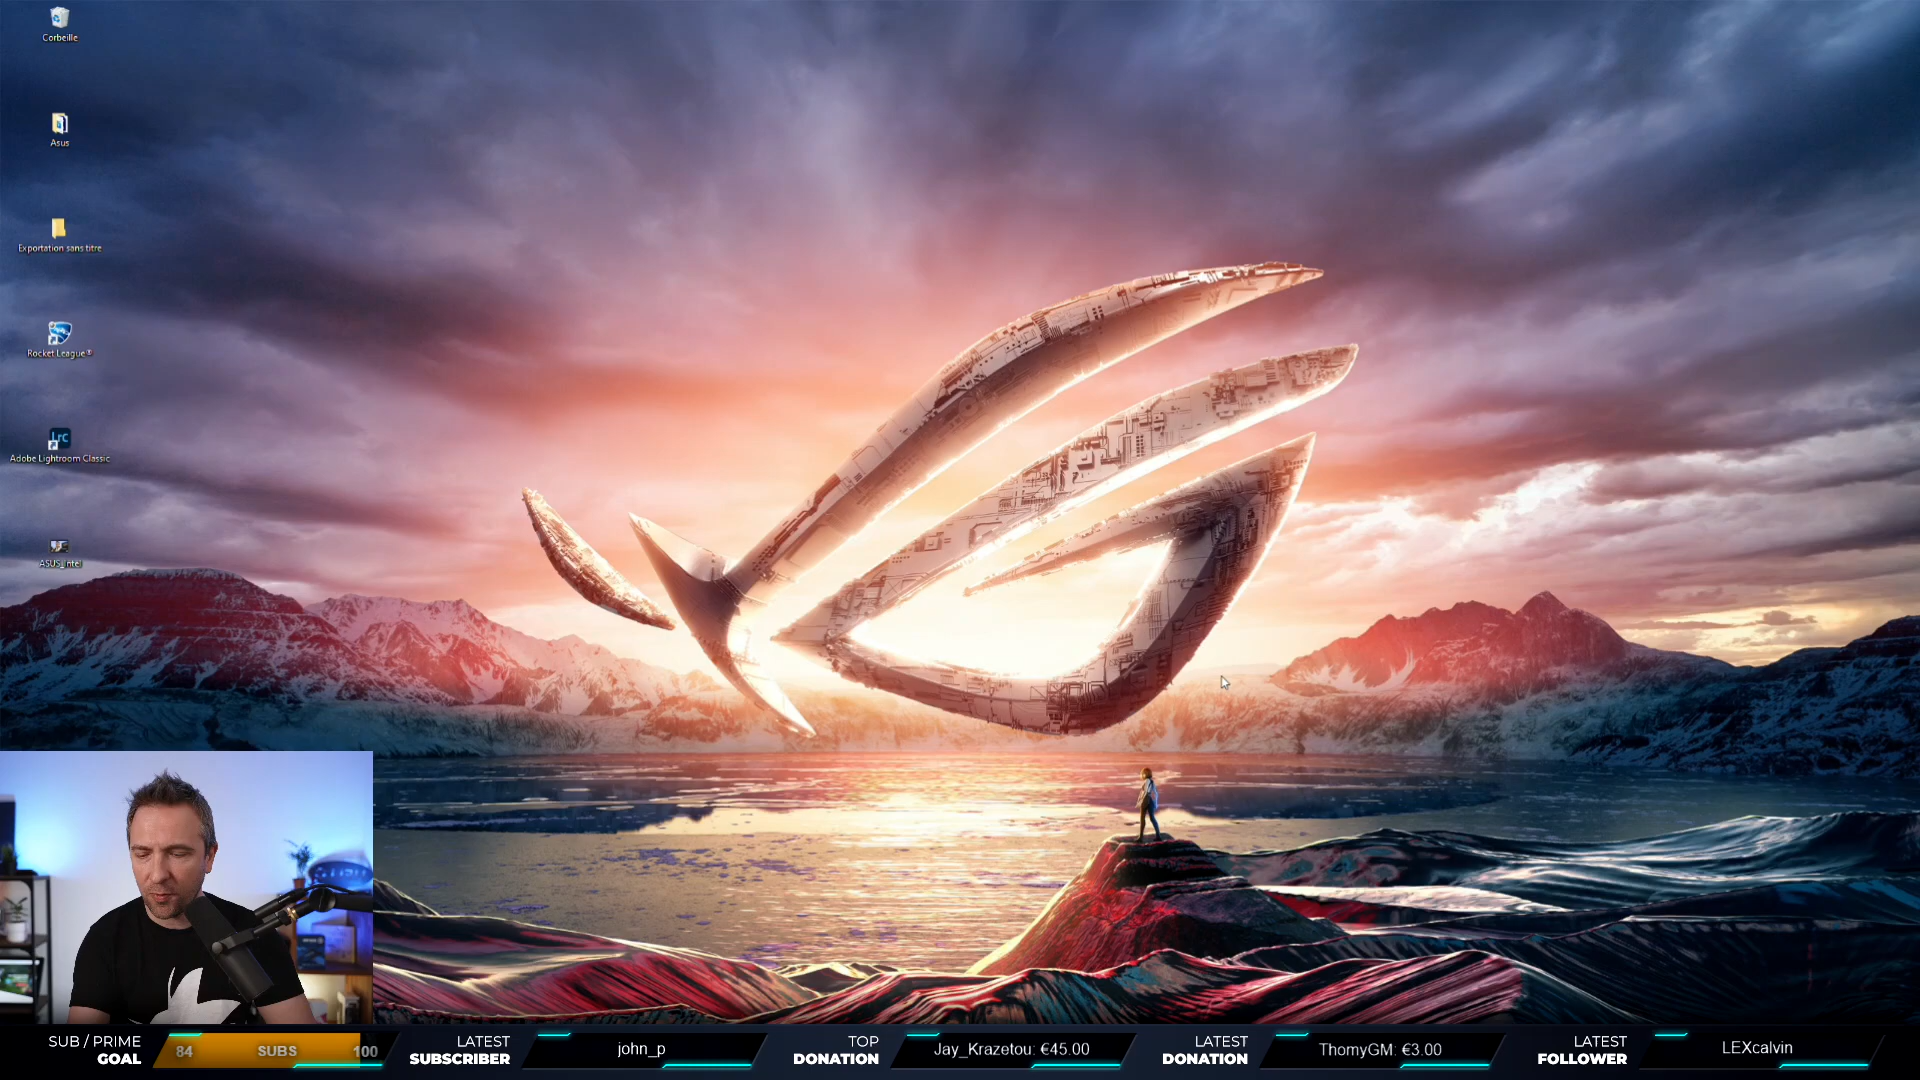 Corbeille
Asus
Exportation sans titre
Rocket League®
Lrc
Adobe Lightroom Classic
ASUS_Intel
SUB / PRIME
GOAL
84 SUBS 100
LATEST
SUBSCRIBER
john_p
TOP
DONATION
Jay_Krazetou: €45.00
LATEST
DONATION
ThomyGM: €3.00
LATEST
FOLLOWER
LEXcalvin